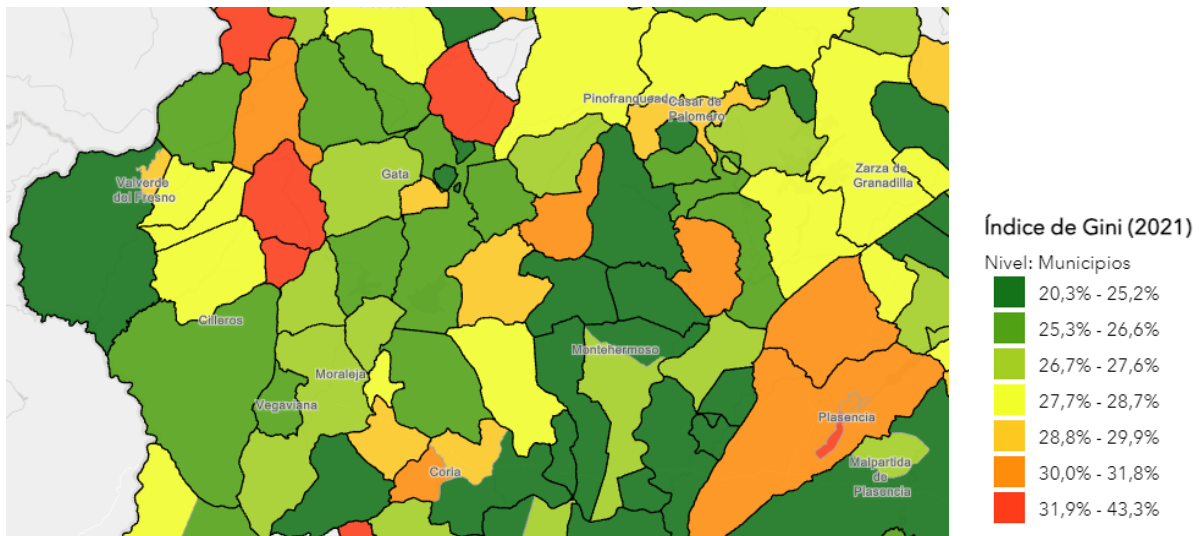 Pinofranqueado
Casar de
Palomero
Gata
Valverde
del Fresno
Zarza de
Granadilla
Cilleros
Montehermoso
Moraleja
Vegaviana
Plasencia
Coria
Malpartida
de
Plasencia
Índice de Gini (2021)
Nivel: Municipios
20,3% - 25,2%
25,3% - 26,6%
26,7% - 27,6%
27,7% - 28,7%
28,8% - 29,9%
30,0% - 31,8%
31,9% - 43,3%